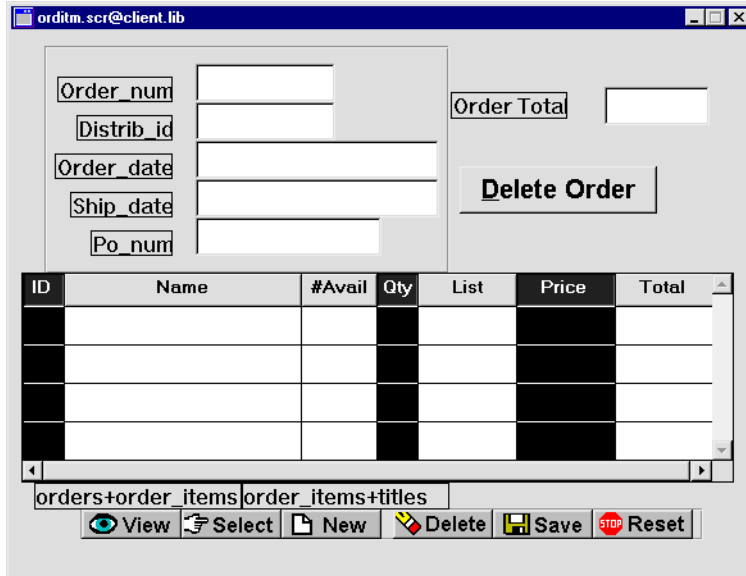 orditm.scr@client.lib
Order_num
Order Total
Distrib_id
Order_date
Delete Order
Ship_date
Po_num
ID Name #Avail Qty List Price Total
orders+order_items order_items+titles
View Select New Delete Save STOP Reset